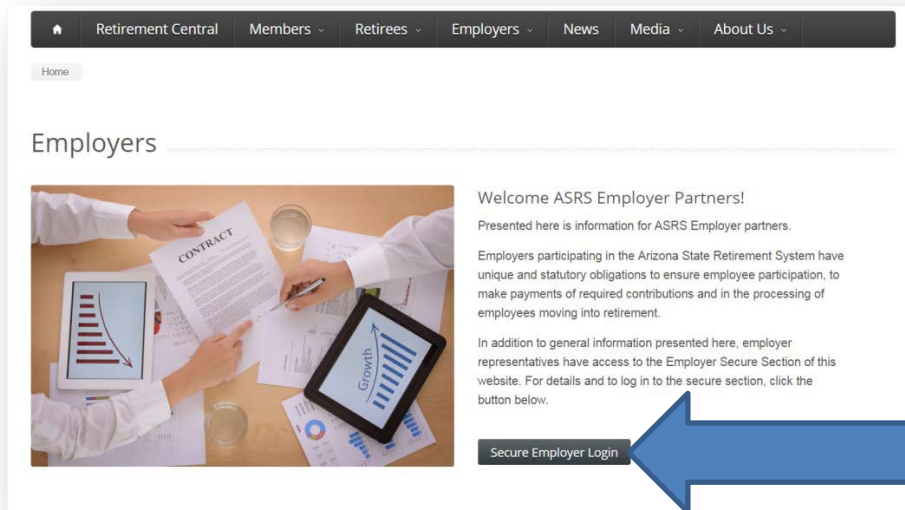 Retirement Central Members Retirees Employers News Media About Us
Home
Employers
CONTRACT
Growth
Welcome ASRS Employer Partners!
Presented here is information for ASRS Employer partners.
Employers participating in the Arizona State Retirement System have
unique and statutory obligations to ensure employee participation, to
make payments of required contributions and in the processing of
employees moving into retirement.
In addition to general information presented here, employer
representatives have access to the Employer Secure Section of this
website. For details and to log in to the secure section, click the
button below.
Secure Employer Login